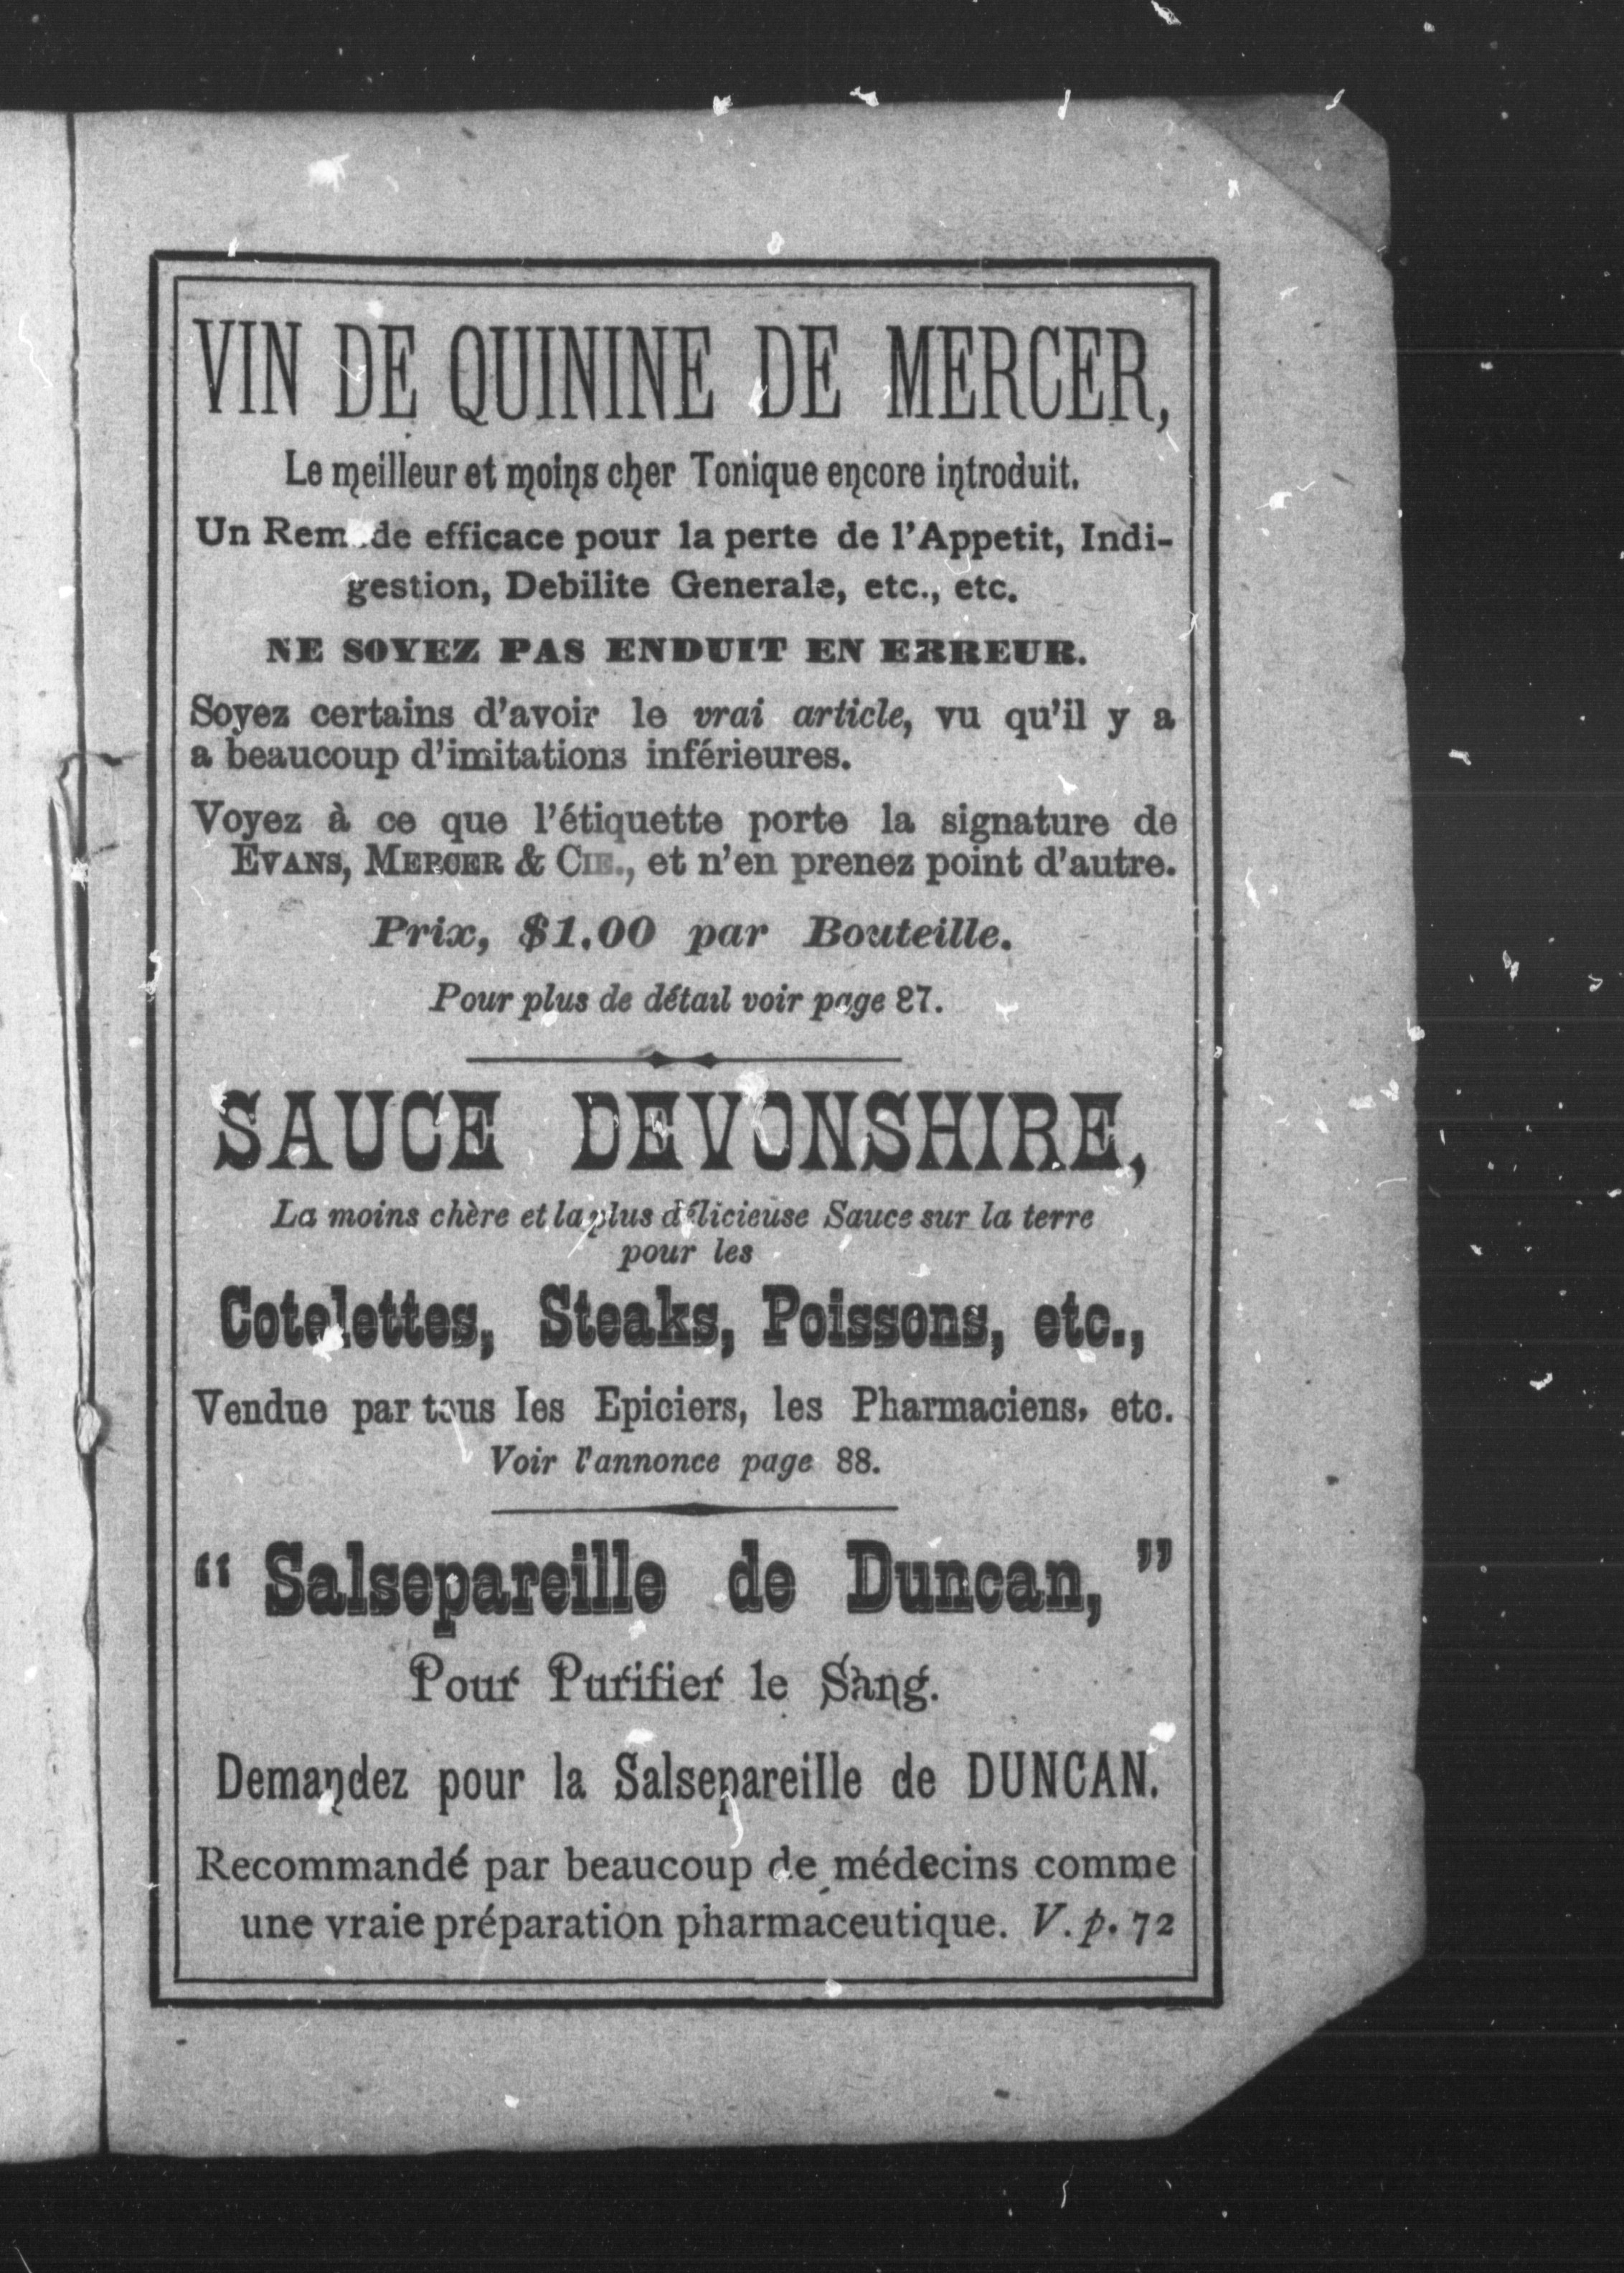 VIN DE QUININE DE MERCER,
Le meilleur et moins cher Tonique encore introduit.
Un efficace pour la perte de l'Appetit, Indi-
gestion, Debilite Generale, etc., etc.
NE SOYEZ PAS ENDUIT EN ERREUR.
Soyez certains d'avoir le vrai article, vu qu'il y a
a beaucoup d'imitations inférieures.
Voyez à ce que l'étiquette porte la signature de
EVANS, MERCER & CIE., et n'en prenez point d'autre.
Prix, $1.00 par Bouteille.
Pour plus de détail voir page 87.
SAUCE DEVONSHIRE,
La moins chère et la plus délicieuse Sauce sur la terre
pour les
Cotelettes, Steaks, Poissons, etc.,
Vendue par tous les Epiciers, les Pharmaciens, etc.
Voir l'annonce page 88.
" Salsepareille de Duncan, "
Pour Purifier le Sang.
Demandez pour la Salsepareille de DUNCAN.
Recommandé par beaucoup de médecins comme
une vraie préparation pharmaceutique. V. p. 72